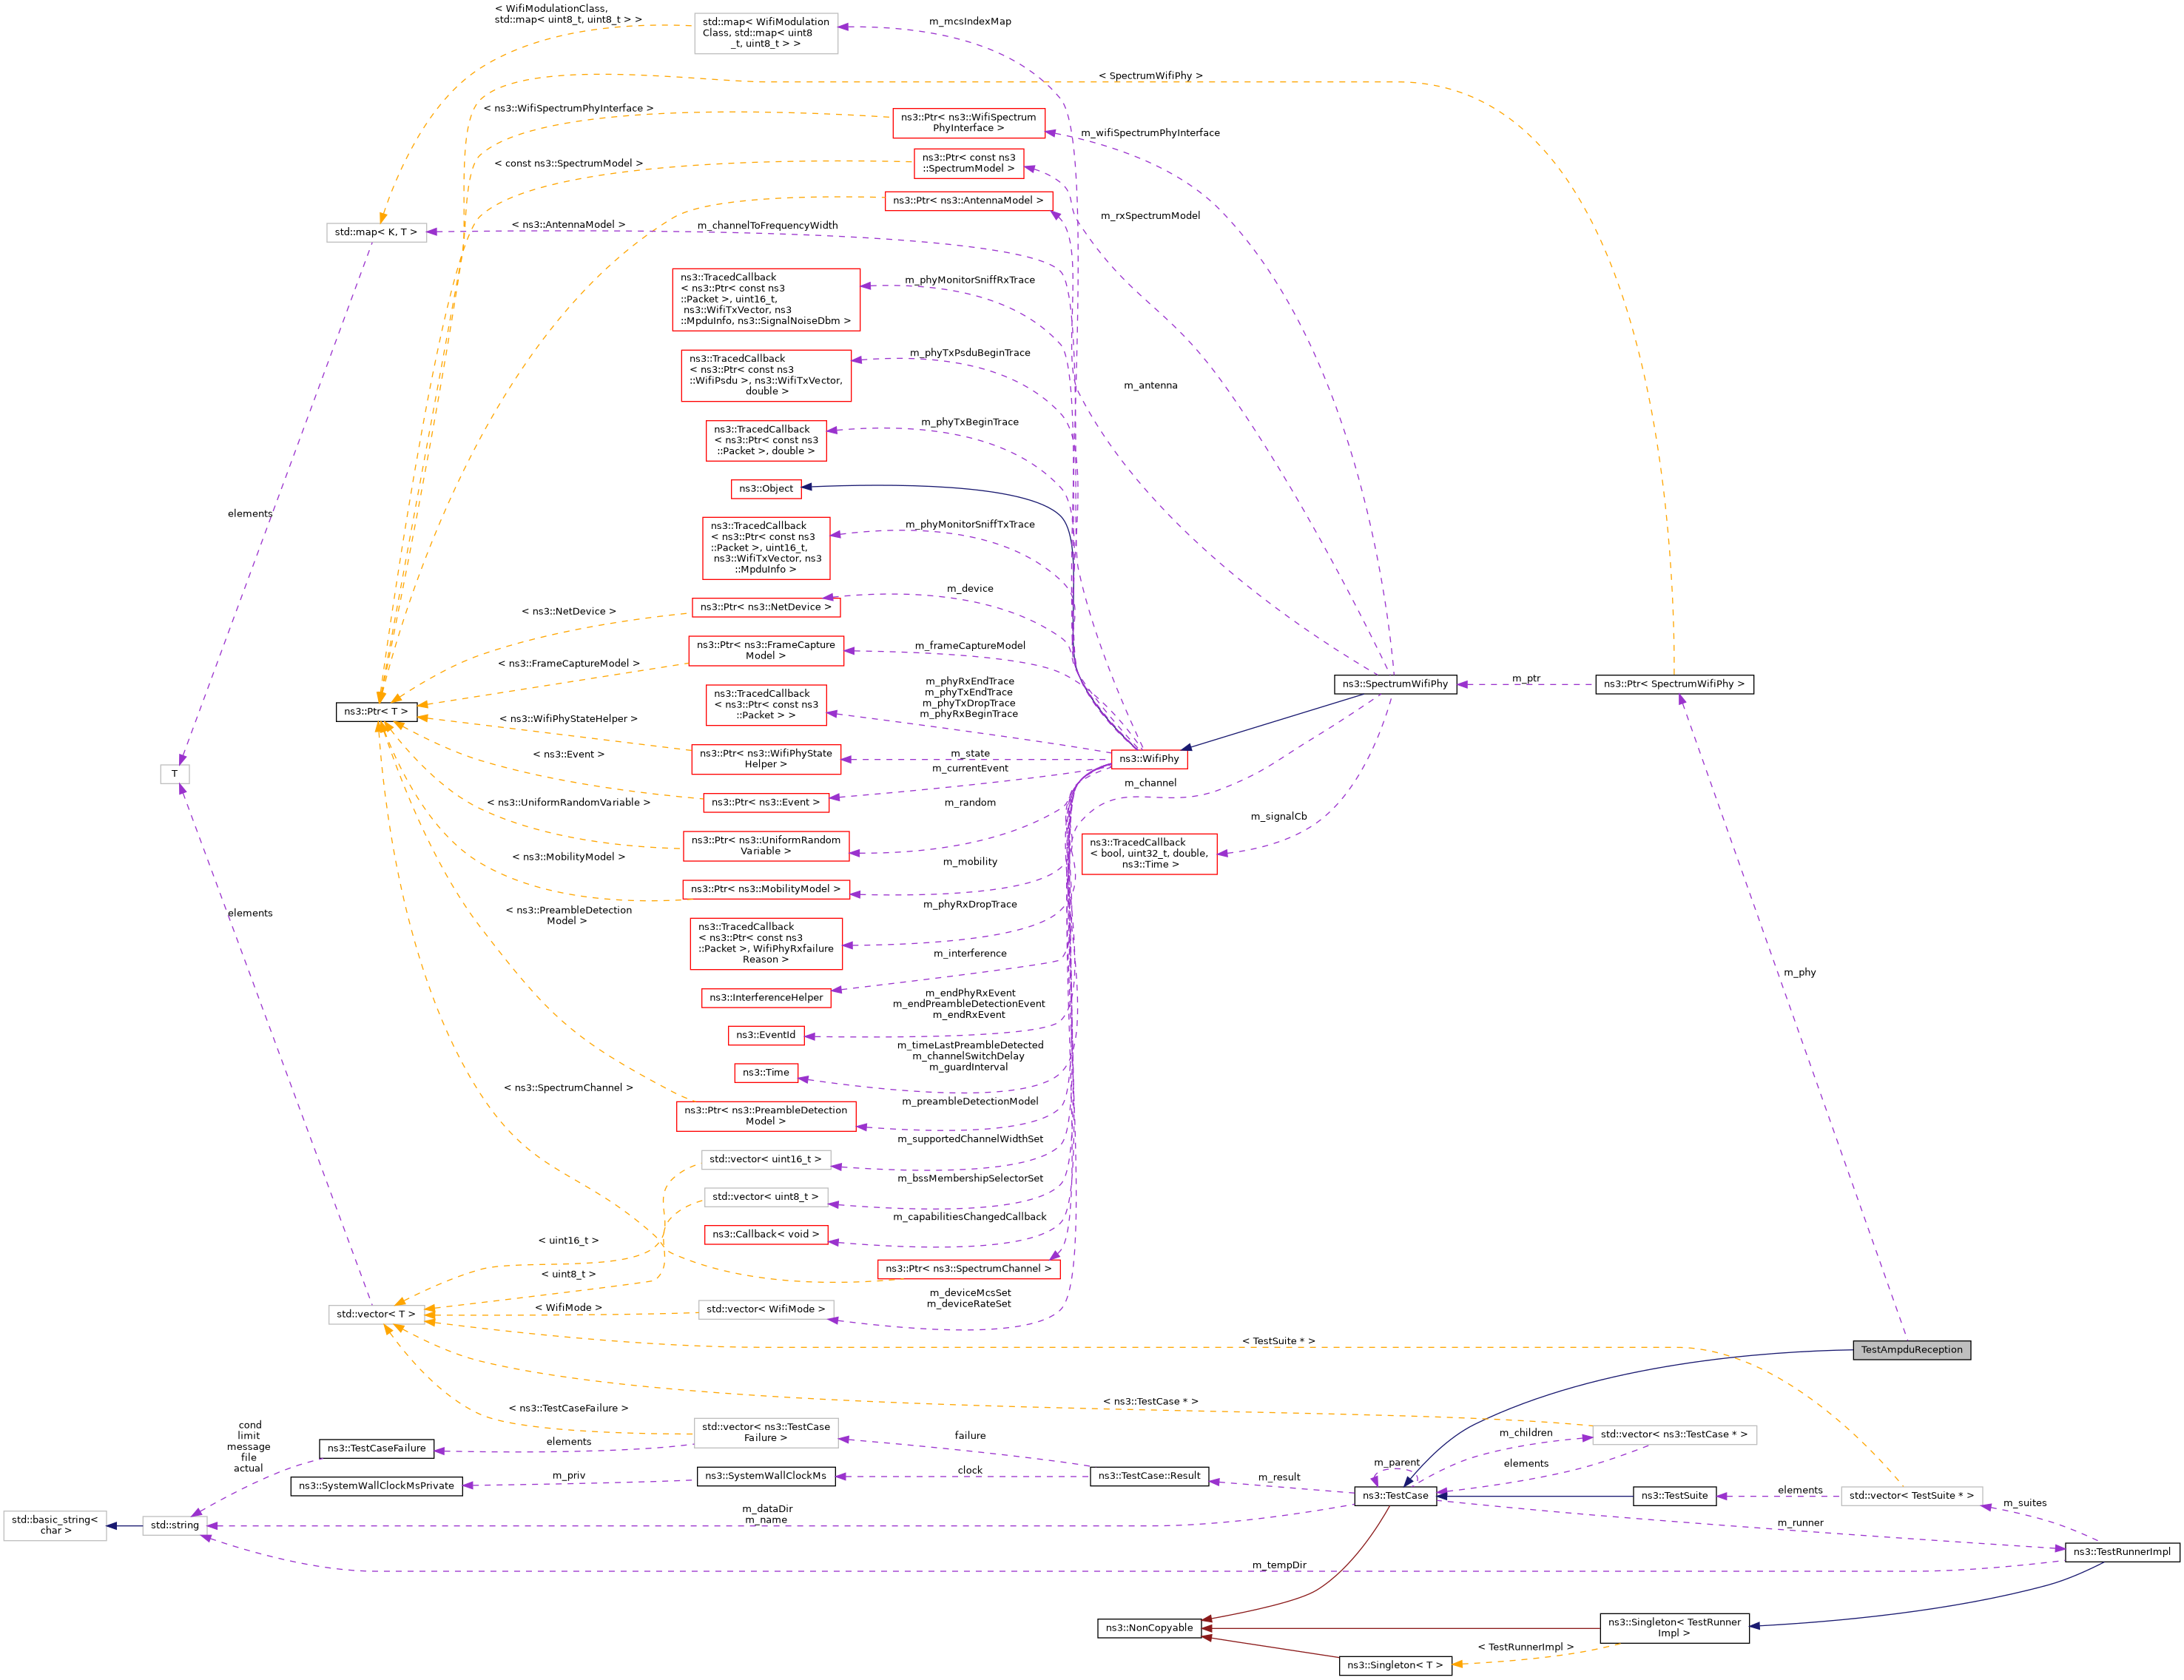 < WifiModulationClass,
std::map< uint8_t, uint8_t > >
std::map< WifiModulation
Class, std::map< uint8
_t, uint8_t > >
m_mcsIndexMap
< SpectrumWifiPhy >
< ns3::WifiSpectrumPhyInterface >
ns3::Ptr< ns3::WifiSpectrum
PhyInterface >
m_wifiSpectrumPhyInterface
< const ns3::SpectrumModel >
ns3::Ptr< const ns3
::SpectrumModel >
ns3::Ptr< ns3::AntennaModel >
m_rxSpectrumModel
std::map< K, T >
< ns3::AntennaModel >
m_channelToFrequencyWidth
ns3::TracedCallback
< ns3::Ptr< const ns3
::Packet >, uint16_t,
ns3::WifiTxVector, ns3
::MpduInfo, ns3::SignalNoiseDbm >
m_phyMonitorSniffRxTrace
ns3::TracedCallback
< ns3::Ptr< const ns3
::WifiPsdu >, ns3::WifiTxVector,
double >
m_phyTxPsduBeginTrace
m_antenna
ns3::TracedCallback
< ns3::Ptr< const ns3
::Packet >, double >
m_phyTxBeginTrace
ns3::Object
elements
ns3::TracedCallback
< ns3::Ptr< const ns3
::Packet >, uint16_t,
ns3::WifiTxVector, ns3
::MpduInfo >
m_phyMonitorSniffTxTrace
< ns3::NetDevice >
ns3::Ptr< ns3::NetDevice >
m_device
< ns3::FrameCaptureModel >
ns3::Ptr< ns3::FrameCapture
Model >
m_frameCaptureModel
ns3::Ptr< T >
ns3::TracedCallback
< ns3::Ptr< const ns3
::Packet > >
m_phyRxEndTrace
m_phyTxEndTrace
m_phyTxDropTrace
m_phyRxBeginTrace
ns3::SpectrumWifiPhy
m_ptr
ns3::Ptr< SpectrumWifiPhy >
< ns3::WifiPhyStateHelper >
ns3::Ptr< ns3::WifiPhyState
Helper >
m_state
ns3::WifiPhy
T
< ns3::Event >
m_currentEvent
ns3::Ptr< ns3::Event >
m_channel
< ns3::UniformRandomVariable >
m_random
m_signalCb
ns3::Ptr< ns3::UniformRandom
Variable >
ns3::TracedCallback
< bool, uint32_t, double,
ns3::Time >
< ns3::MobilityModel >
m_mobility
ns3::Ptr< ns3::MobilityModel >
elements
< ns3::PreambleDetection
Model >
m_phyRxDropTrace
ns3::TracedCallback
< ns3::Ptr< const ns3
::Packet >, WifiPhyRxfailure
Reason >
m_interference
m_phy
ns3::InterferenceHelper
m_endPhyRxEvent
m_endPreambleDetectionEvent
m_endRxEvent
ns3::EventId
m_timeLastPreambleDetected
m_channelSwitchDelay
m_guardInterval
ns3::Time
< ns3::SpectrumChannel >
m_preambleDetectionModel
ns3::Ptr< ns3::PreambleDetection
Model >
m_supportedChannelWidthSet
std::vector< uint16_t >
m_bssMembershipSelectorSet
std::vector< uint8_t >
m_capabilitiesChangedCallback
ns3::Callback< void >
< uint16_t >
ns3::Ptr< ns3::SpectrumChannel >
< uint8_t >
m_deviceMcsSet
m_deviceRateSet
std::vector< T >
< WifiMode >
std::vector< WifiMode >
< TestSuite * >
TestAmpduReception
< ns3::TestCase * >
< ns3::TestCaseFailure >
std::vector< ns3::TestCase
Failure >
failure
m_children
std::vector< ns3::TestCase * >
cond
limit
message
file
actual
ns3::TestCaseFailure
elements
m_parent
elements
ns3::SystemWallClockMsPrivate
m_priv
ns3::SystemWallClockMs
clock
ns3::TestCase::Result
m_result
ns3::TestCase
ns3::TestSuite
elements
std::vector< TestSuite * >
m_suites
std::basic_string<
char >
std::string
m_dataDir
m_name
m_runner
ns3::TestRunnerImpl
m_tempDir
ns3::NonCopyable
ns3::Singleton< TestRunner
Impl >
< TestRunnerImpl >
ns3::Singleton< T >